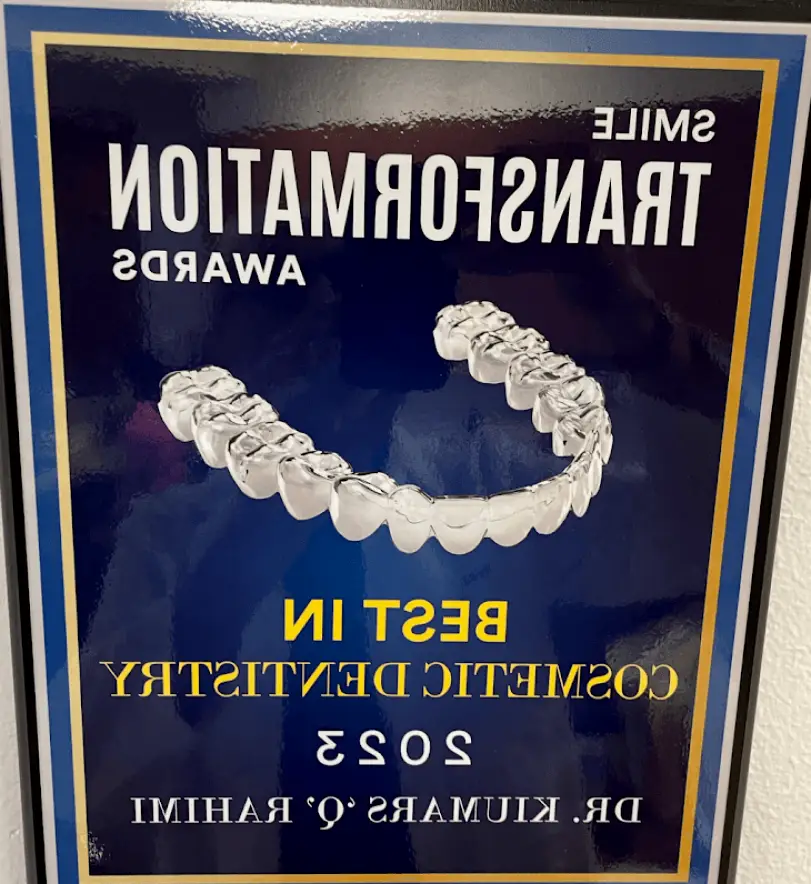 SMILE
TRANSFORMATION
AWARDS
BEST IN
COSMETIC DENTISTRY
2023
DR. KIUMARS 'Q' RAHIMI